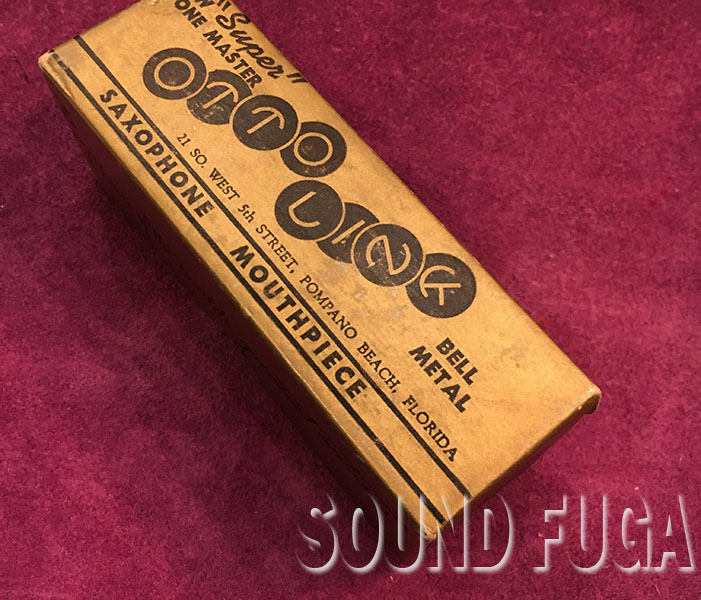 "Super"
ONE MASTER
OTTO
LINK
BELL
METAL
21 SO. WEST 5th STREET, POMPANO BEACH, FLORIDA
SAXOPHONE MOUTHPIECE
SOUND FUGA